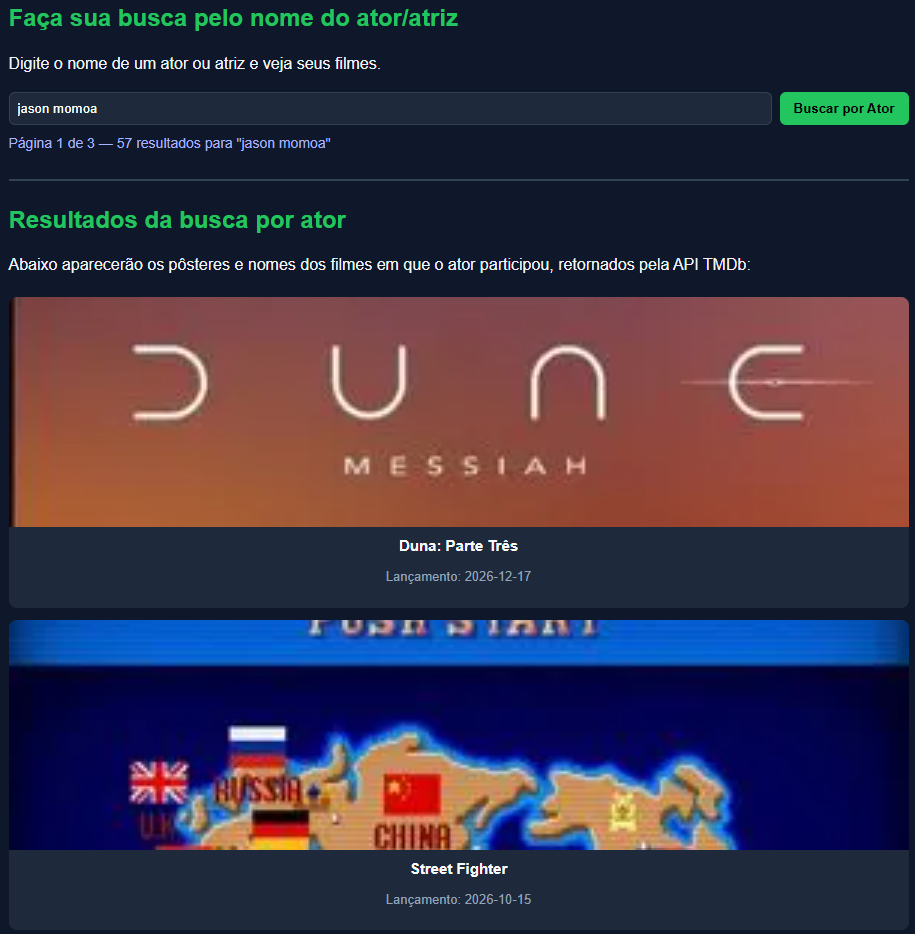 Faça sua busca pelo nome do ator/atriz
Digite o nome de um ator ou atriz e veja seus filmes.
jason momoa
Buscar por Ator
Página 1 de 3 — 57 resultados para "jason momoa"
Resultados da busca por ator
Abaixo aparecerão os pôsteres e nomes dos filmes em que o ator participou, retornados pela API TMDb:
DUNE
MESSIAH
Duna: Parte Três
Lançamento: 2026-12-17
PUSH START
RUSSIA
U.K
CHINA
Street Fighter
Lançamento: 2026-10-15